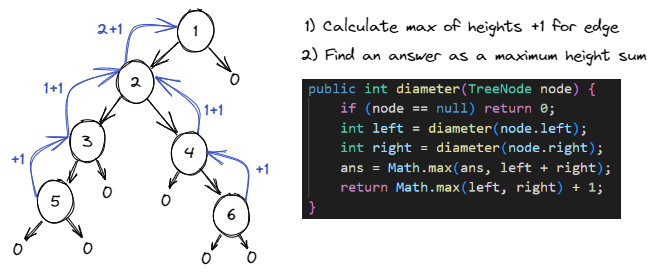 2+1
1
1) Calculate max of heights +1 for edge
2) Find an answer as a maximum height sum
0
2
1+1
1+1
3
4
+1
+1
0
0
5
6
0
0
0
0
public int diameter(TreeNode node) {
if (node == null) return 0;
int left = diameter(node.left);
int right = diameter(node.right);
ans = Math.max(ans, left + right);
return Math.max(left, right) + 1;
}